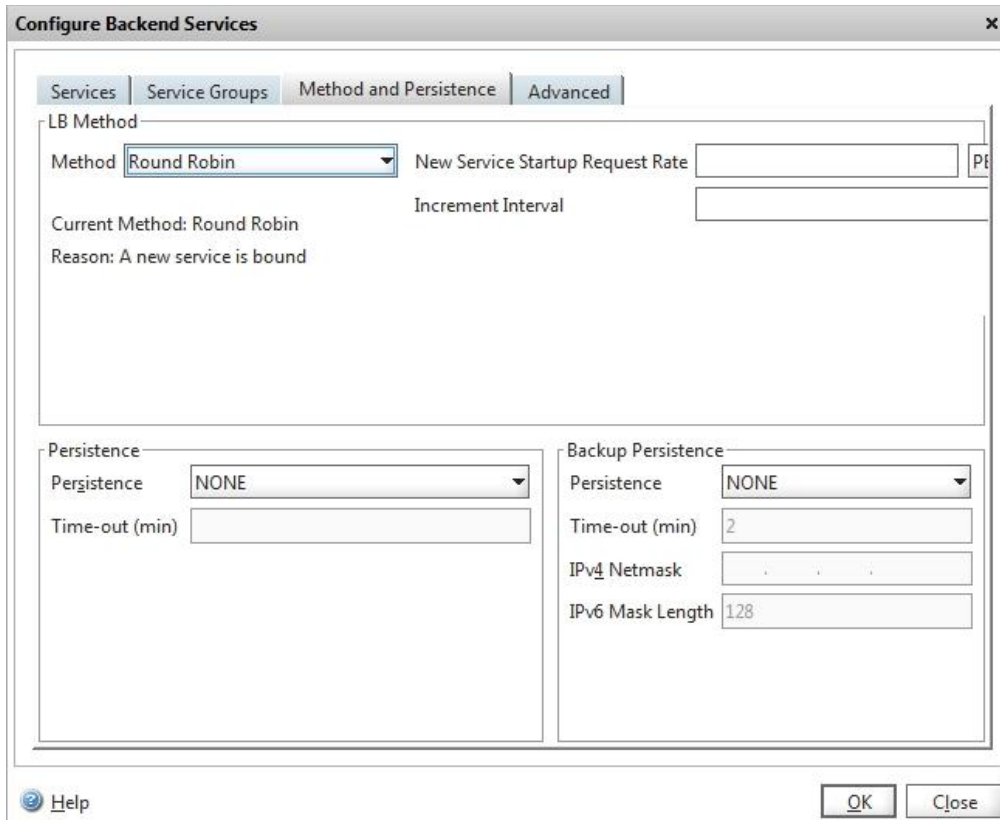 Configure Backend Services
Services Service Groups Method and Persistence Advanced
LB Method
Method Round Robin New Service Startup Request Rate
Increment Interval
Current Method: Round Robin
Reason: A new service is bound
Persistence
Persistence NONE
Time-out (min)
Backup Persistence
Persistence NONE
Time-out (min) 2
IPv4 Netmask . . .
IPv6 Mask Length 128
Help OK Close